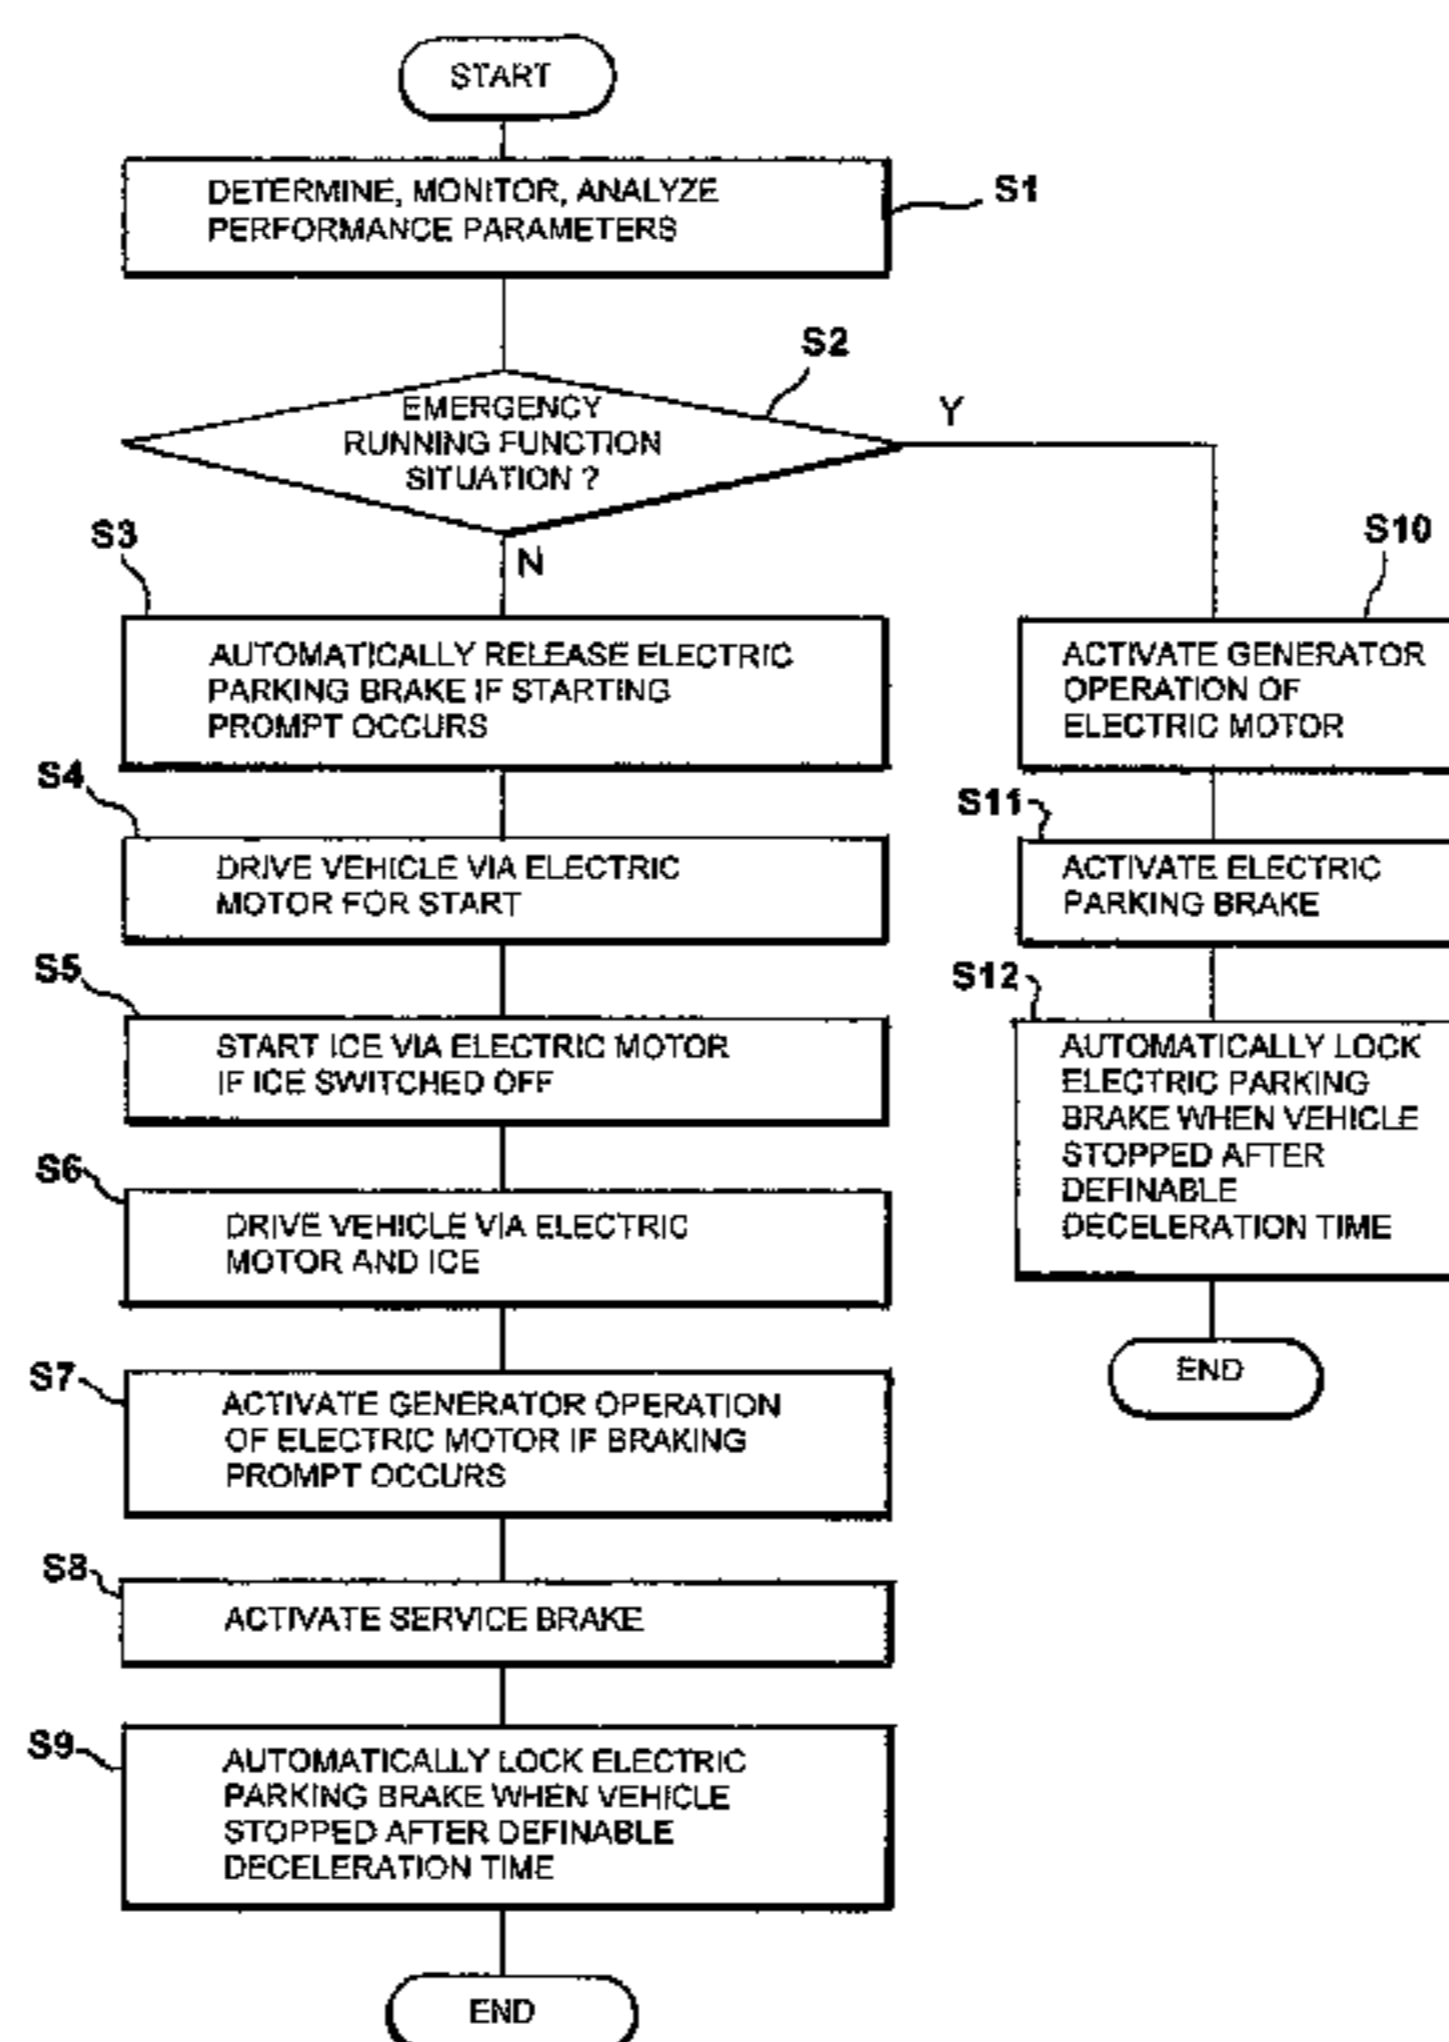 START
DETERMINE, MONITOR, ANALYZE
PERFORMANCE PARAMETERS
S1
S2
EMERGENCY
RUNNING FUNCTION
SITUATION ?
Y
N
S3
AUTOMATICALLY RELEASE ELECTRIC
PARKING BRAKE IF STARTING
PROMPT OCCURS
S4
DRIVE VEHICLE VIA ELECTRIC
MOTOR FOR START
S5
START ICE VIA ELECTRIC MOTOR
IF ICE SWITCHED OFF
S6
DRIVE VEHICLE VIA ELECTRIC
MOTOR AND ICE
S7
ACTIVATE GENERATOR OPERATION
OF ELECTRIC MOTOR IF BRAKING
PROMPT OCCURS
S8
ACTIVATE SERVICE BRAKE
S9
AUTOMATICALLY LOCK ELECTRIC
PARKING BRAKE WHEN VEHICLE
STOPPED AFTER DEFINABLE
DECELERATION TIME
END
S10
ACTIVATE GENERATOR
OPERATION OF
ELECTRIC MOTOR
S11
ACTIVATE ELECTRIC
PARKING BRAKE
S12
AUTOMATICALLY LOCK
ELECTRIC PARKING
BRAKE WHEN VEHICLE
STOPPED AFTER
DEFINABLE
DECELERATION TIME
END